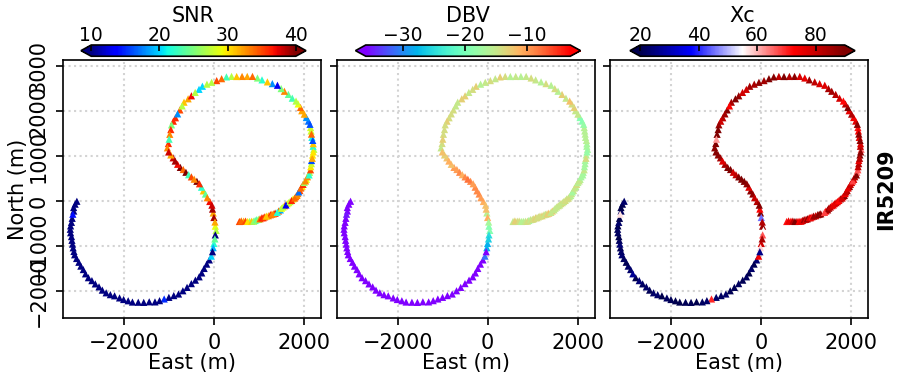 SNR
10 20 30 40
DBV
−30 −20 −10
Xc
20 40 60 80
North (m)
3000
2000
1000
0
−1000
−2000
−2000 0 2000
East (m)
−2000 0 2000
East (m)
−2000 0 2000
East (m)
IR5209